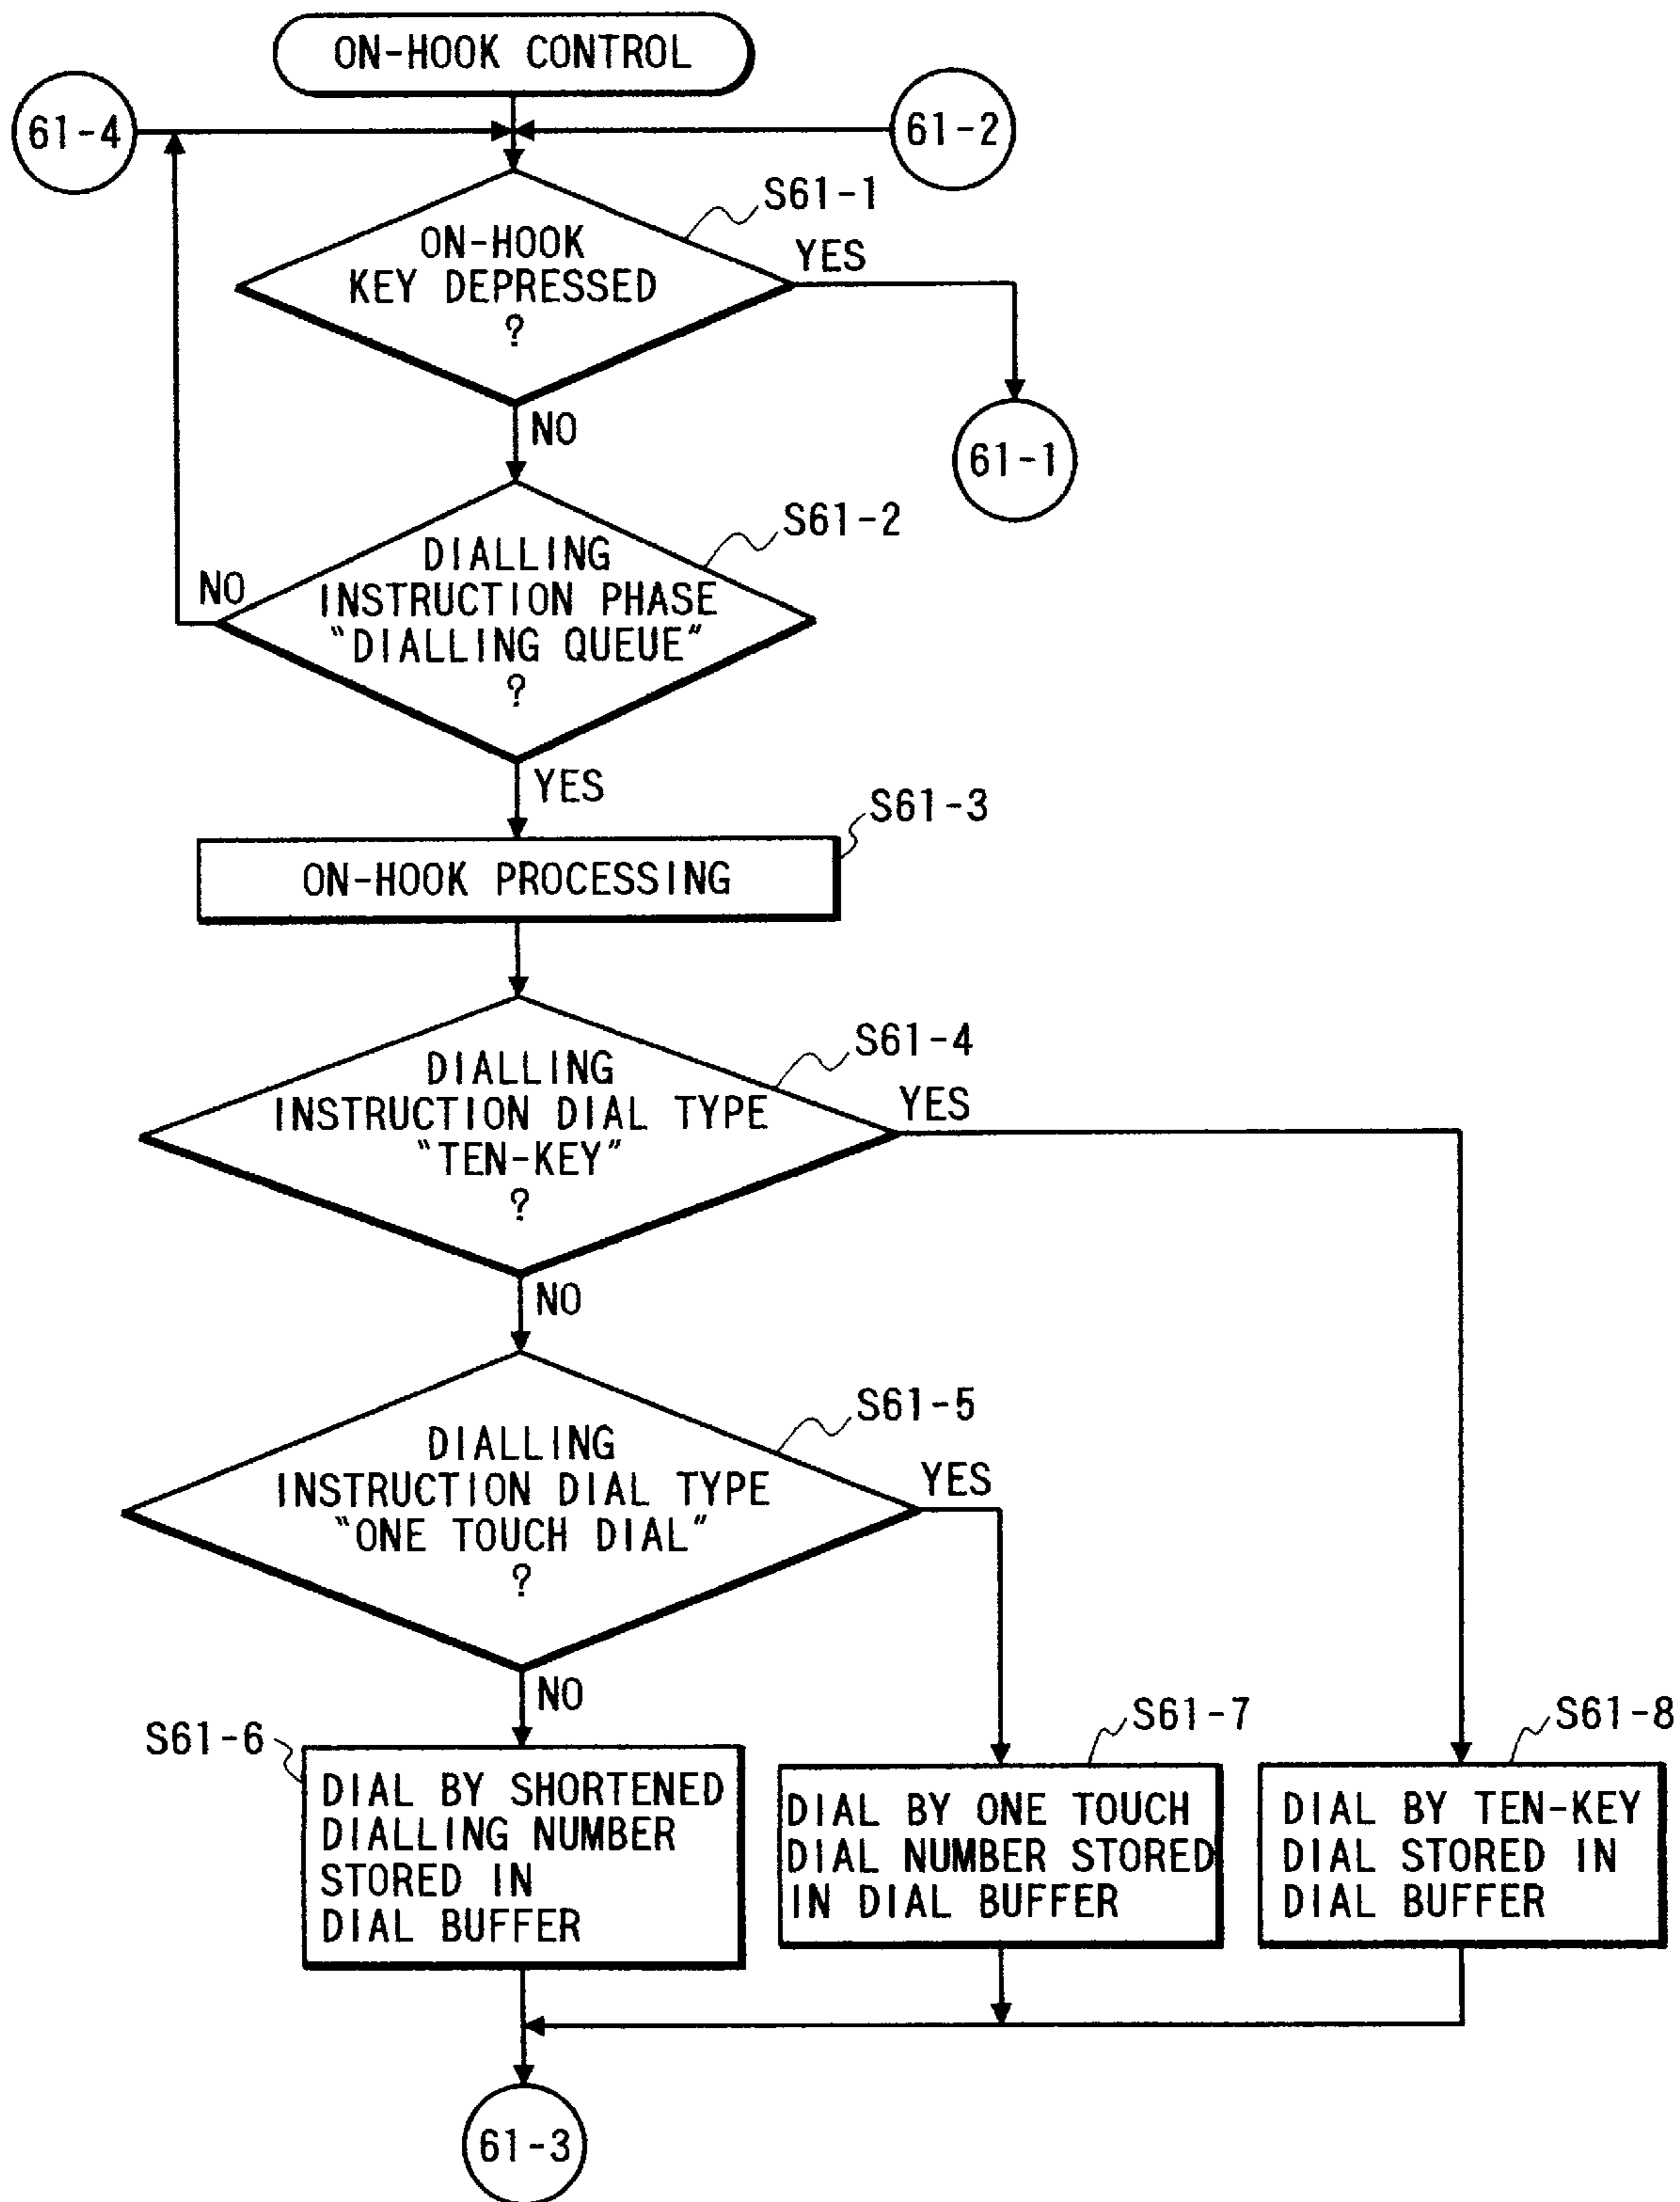 ON-HOOK CONTROL
61-4
61-2
S61-1
ON-HOOK
KEY DEPRESSED
?
YES
NO
61-1
S61-2
DIALLING
INSTRUCTION PHASE
"DIALLING QUEUE"
?
NO
YES
S61-3
ON-HOOK PROCESSING
S61-4
DIALLING
INSTRUCTION DIAL TYPE
"TEN-KEY"
?
YES
NO
S61-5
DIALLING
INSTRUCTION DIAL TYPE
"ONE TOUCH DIAL"
?
YES
NO
S61-6
DIAL BY SHORTENED
DIALLING NUMBER
STORED IN
DIAL BUFFER
S61-7
DIAL BY ONE TOUCH
DIAL NUMBER STORED
IN DIAL BUFFER
S61-8
DIAL BY TEN-KEY
DIAL STORED IN
DIAL BUFFER
61-3